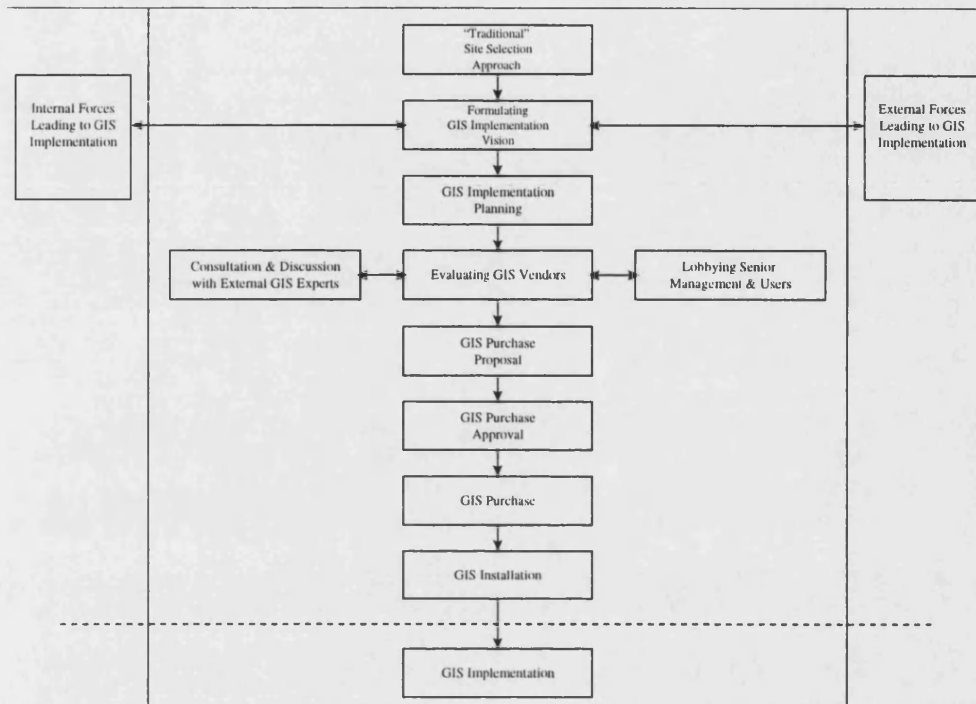 "Traditional"
Site Selection
Approach
Internal Forces
Leading to GIS
Implementation
Formulating
GIS Implementation
Vision
External Forces
Leading to GIS
Implementation
GIS Implementation
Planning
Consultation & Discussion
with External GIS Experts
Evaluating GIS Vendors
Lobbying Senior
Management & Users
GIS Purchase
Proposal
GIS Purchase
Approval
GIS Purchase
GIS Installation
GIS Implementation